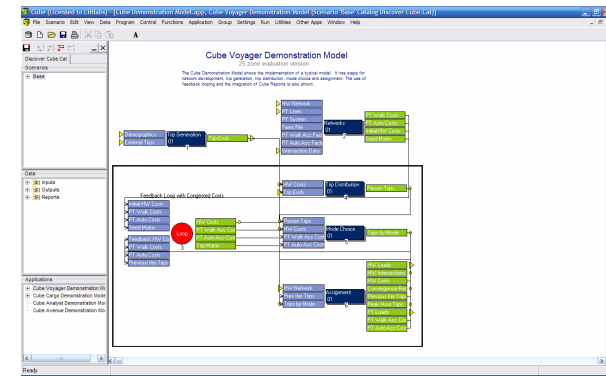 Cube (Licensed to Citilabs) - [Cube Demonstration Model.app, Cube Voyager Demonstration Model (Scenario 'Base' Catalog Discover Cube.Cat)]
File Scenario Edit View Data Program Control Functions Application Group Settings Run Utilities Other Apps Window Help
A
Discover Cube.Cat
Scenarios
Base
Data
Inputs
Outputs
Reports
Applications
Cube Voyager Demonstration Mo
Cube Cargo Demonstration Mode
Cube Analyst Demonstration Mo
Cube Avenue Demonstration Mo
Ready
Cube Voyager Demonstration Model
25 zone evaluation version
The Cube Demonstration Model shows the implementation of a typical model. It has steps for
network development, trip generation, trip distribution, mode choice and assignment. The use of
feedback looping and the integration of Cube Reports is also shown.
Demographics
External Trips
Trip Generation
01
1
Trip Ends
HW Network
PT Lines
PT System
Fares File
PT Walk Acc Fact
PT Auto Acc Fact
Intersection Data
Networks
01
2
PT Walk Costs
PT Auto Costs
Initial HW Costs
Seed Matrix
Feedback Loop with Congested Costs
Initial HW Costs
PT Walk Costs
PT Auto Costs
Seed Matrix
Feedback HW Co
PT Walk Costs
PT Auto Costs
Previous Iter Trips
Loop
3
HW Costs
PT Walk Acc Cos
PT Auto Acc Cos
Trip Matrix
HW Costs
Trip Ends
Trip Distribution
01
4
Person Trips
Person Trips
HW Costs
PT Walk Acc Cos
PT Auto Acc Cos
Mode Choice
01
5
Trips by Mode
HW Network
Prev Iter Trips
Trips by Mode
Assignment
01
6
HW Loads
HW Intersections
HW Costs
Convergence Rep
Previous Iter Trips
Peak Hour Trips
PT Loads
PT Walk Acc Con
PT Auto Acc Con